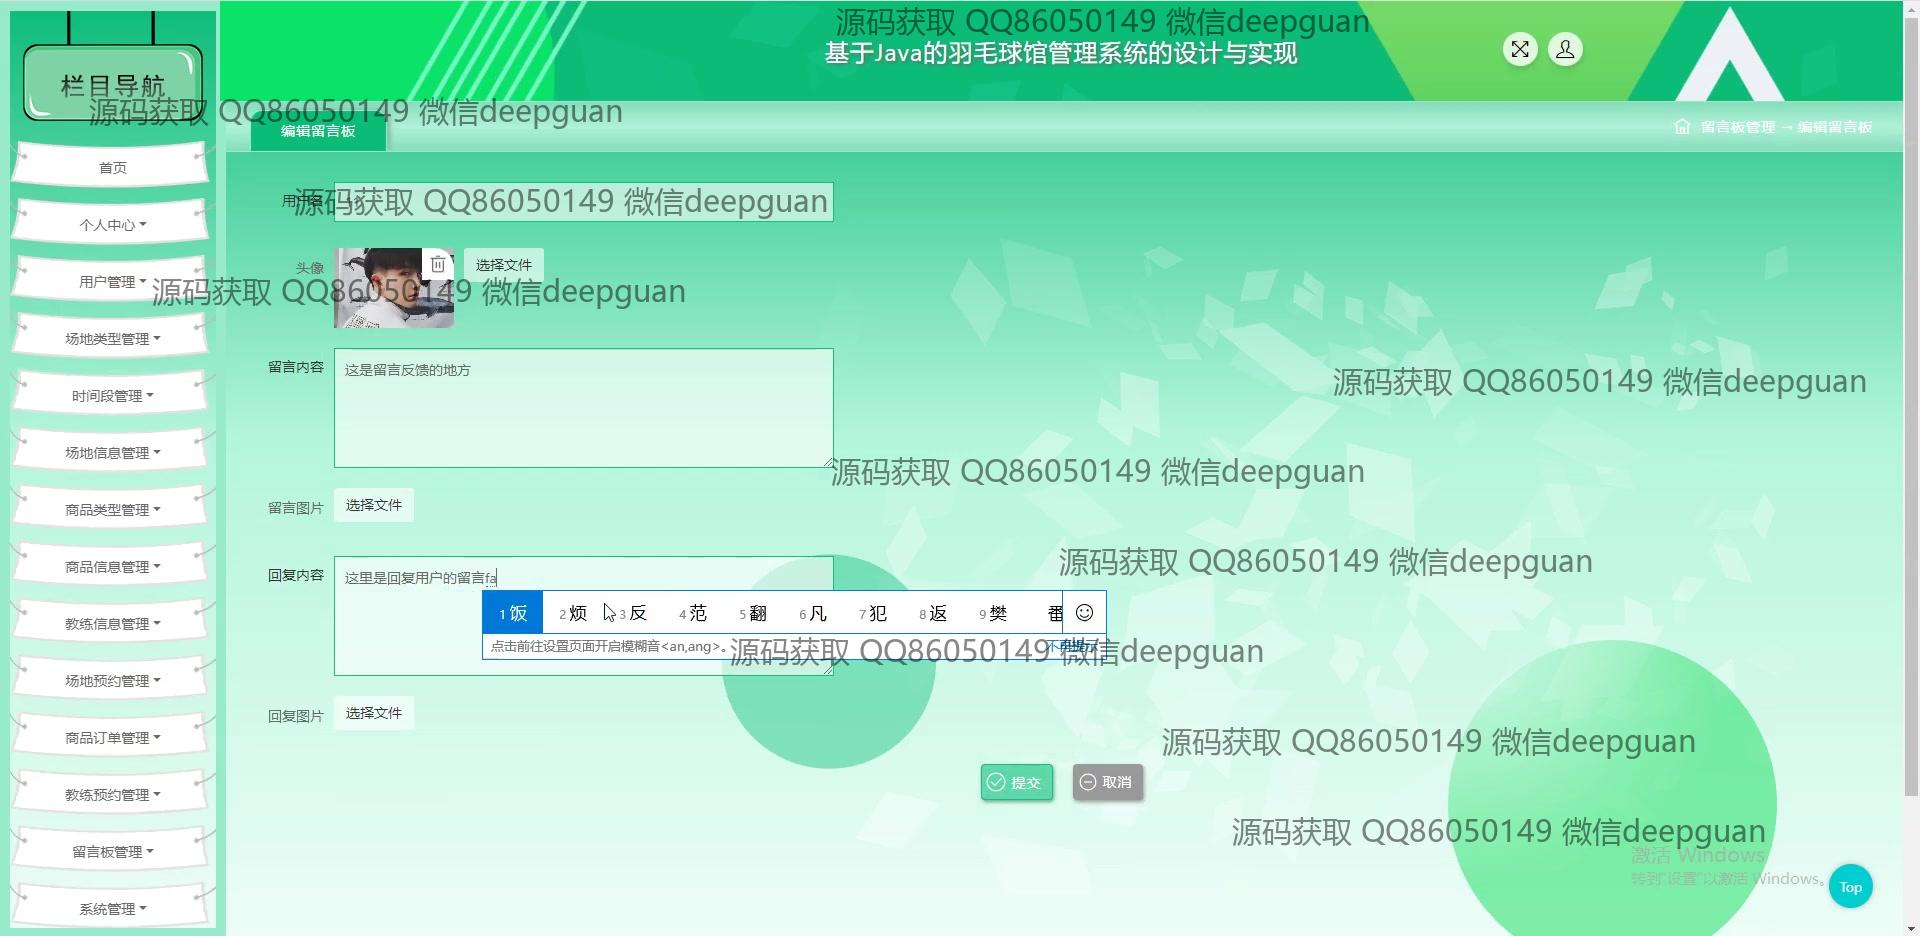 源码获取 QQ86050149 微信deepguan
基于Java的羽毛球馆管理系统的设计与实现
栏目导航
源码获取 QQ86050149 微信deepguan
编辑留言板
留言板管理 → 编辑留言板
首页
个人中心
用户管理
场地类型管理
时间段管理
场地信息管理
商品类型管理
商品信息管理
教练信息管理
场地预约管理
商品订单管理
教练预约管理
留言板管理
系统管理
用户名
源码获取 QQ86050149 微信deepguan
头像
选择文件
源码获取 QQ86050149 微信deepguan
留言内容
这是留言反馈的地方
源码获取 QQ86050149 微信deepguan
源码获取 QQ86050149 微信deepguan
留言图片
选择文件
源码获取 QQ86050149 微信deepguan
回复内容
这里是回复用户的留言fa
1 饭 2 烦 3 反 4 范 5 翻 6 凡 7 犯 8 返 9 樊 番
点击前往设置页面开启模糊音<an,ang>。
不再提示
源码获取 QQ86050149 微信deepguan
回复图片
选择文件
源码获取 QQ86050149 微信deepguan
提交
取消
源码获取 QQ86050149 微信deepguan
激活 Windows
转到"设置"以激活 Windows。
Top